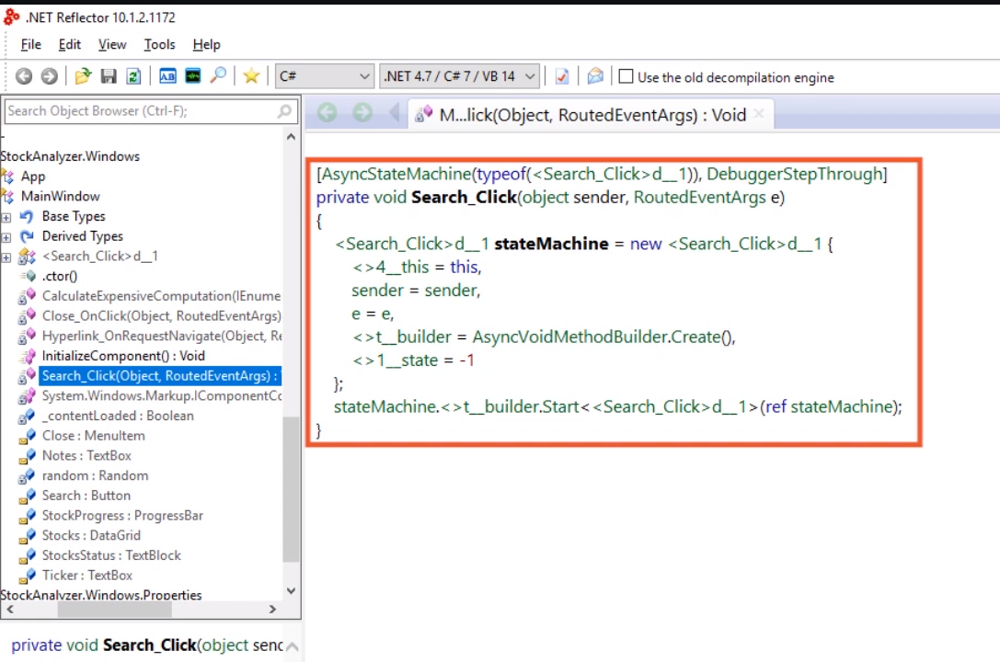 .NET Reflector 10.1.2.1172
File Edit View Tools Help
C# .NET 4.7 / C# 7 / VB 14 Use the old decompilation engine
Search Object Browser (Ctrl-F);
M...lick(Object, RoutedEventArgs) : Void
-
StockAnalyzer.Windows
App
MainWindow
Base Types
Derived Types
<Search_Click>d__1
.ctor()
CalculateExpensiveComputation(IEnume
Close_OnClick(Object, RoutedEventArgs)
Hyperlink_OnRequestNavigate(Object, Re
InitializeComponent() : Void
Search_Click(Object, RoutedEventArgs) :
System.Windows.Markup.IComponentCo
_contentLoaded : Boolean
Close : MenuItem
Notes : TextBox
random : Random
Search : Button
StockProgress : ProgressBar
Stocks : DataGrid
StocksStatus : TextBlock
Ticker : TextBox
StockAnalyzer.Windows.Properties
private void Search_Click(object senc
[AsyncStateMachine(typeof(<Search_Click>d__1)), DebuggerStepThrough]
private void Search_Click(object sender, RoutedEventArgs e)
{
<Search_Click>d__1 stateMachine = new <Search_Click>d__1 {
<>4__this = this,
sender = sender,
e = e,
<>t__builder = AsyncVoidMethodBuilder.Create(),
<>1__state = -1
};
stateMachine.<>t__builder.Start<<Search_Click>d__1>(ref stateMachine);
}